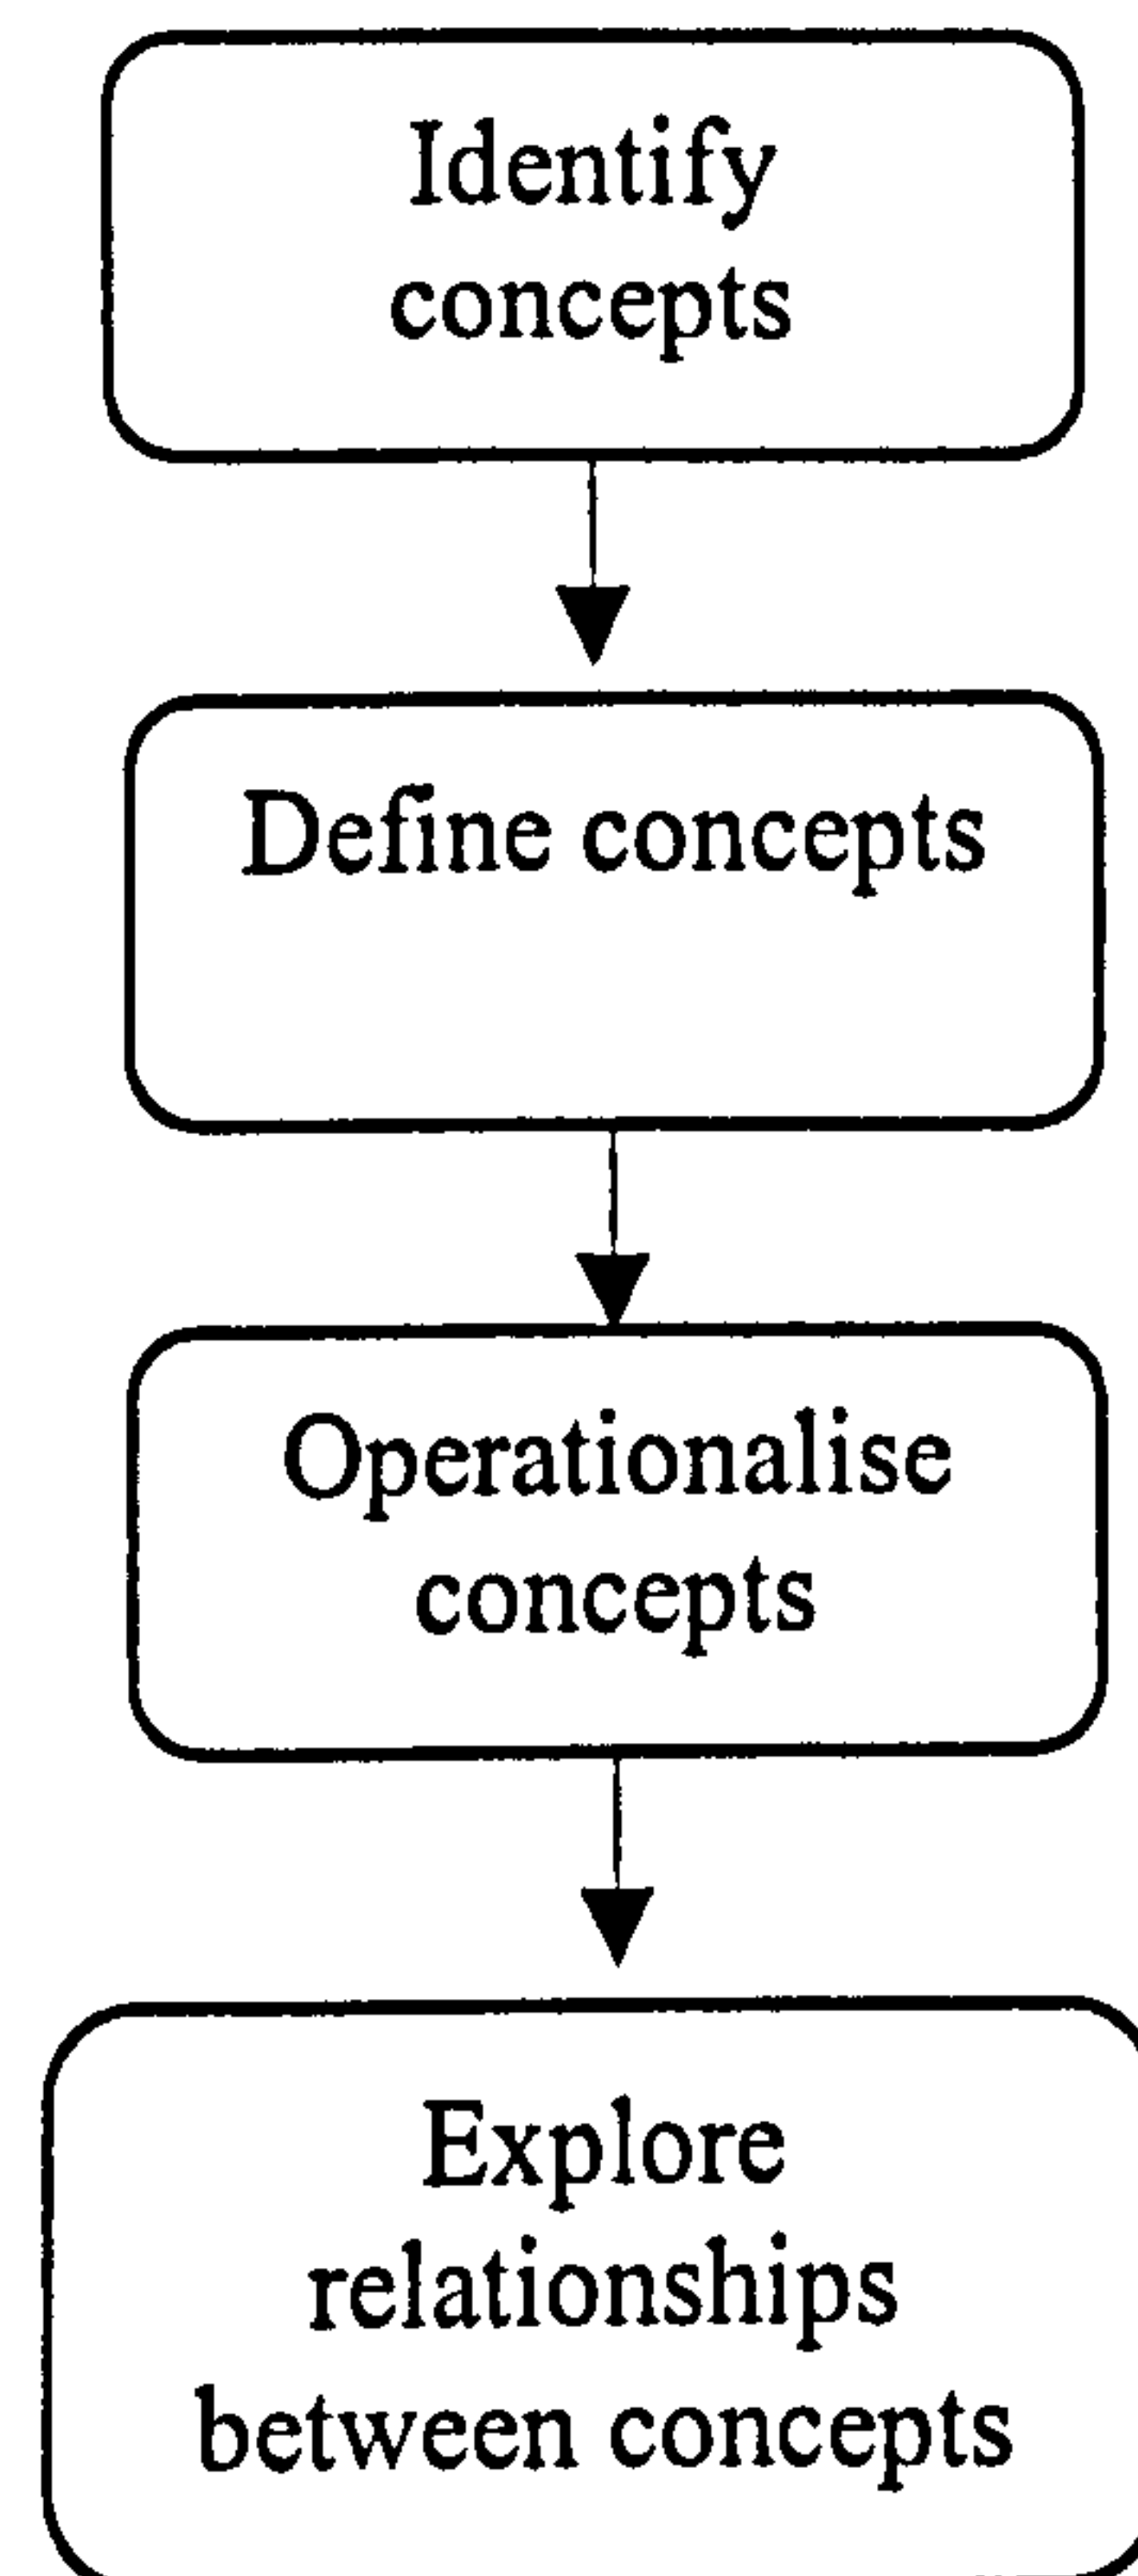 Identify
concepts
Define concepts
Operationalise
concepts
Explore
relationships
between concepts